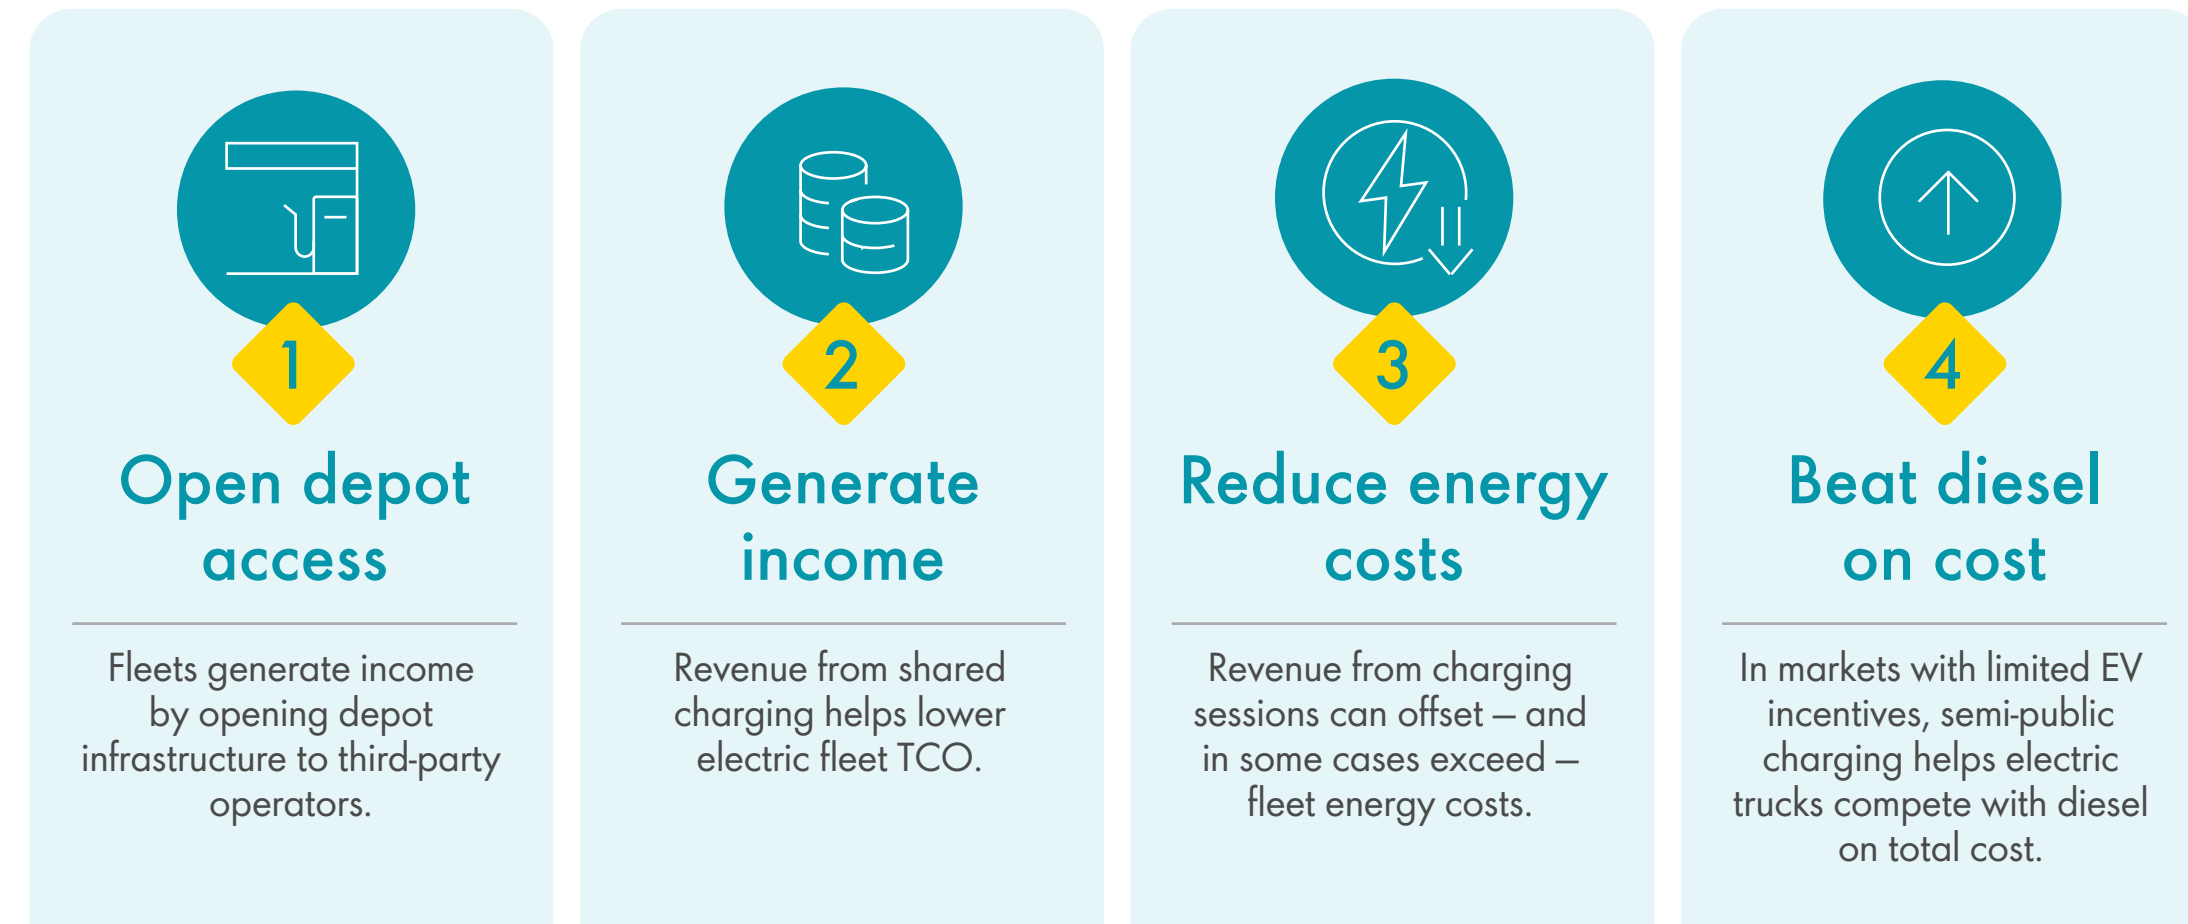 1
Open depot
access
Fleets generate income
by opening depot
infrastructure to third-party
operators.
2
Generate
income
Revenue from shared
charging helps lower
electric fleet TCO.
3
Reduce energy
costs
Revenue from charging
sessions can offset — and
in some cases exceed —
fleet energy costs.
4
Beat diesel
on cost
In markets with limited EV
incentives, semi-public
charging helps electric
trucks compete with diesel
on total cost.